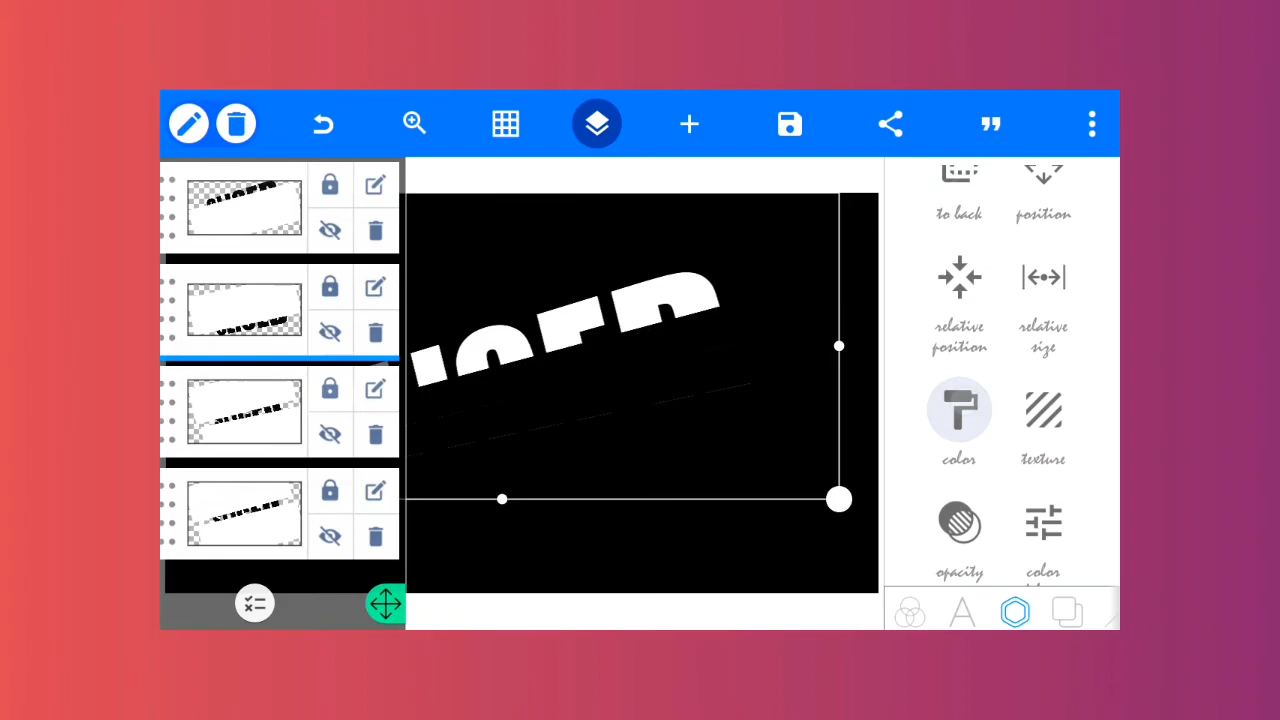 to back
position
relative
position
relative
size
color
texture
opacity
color